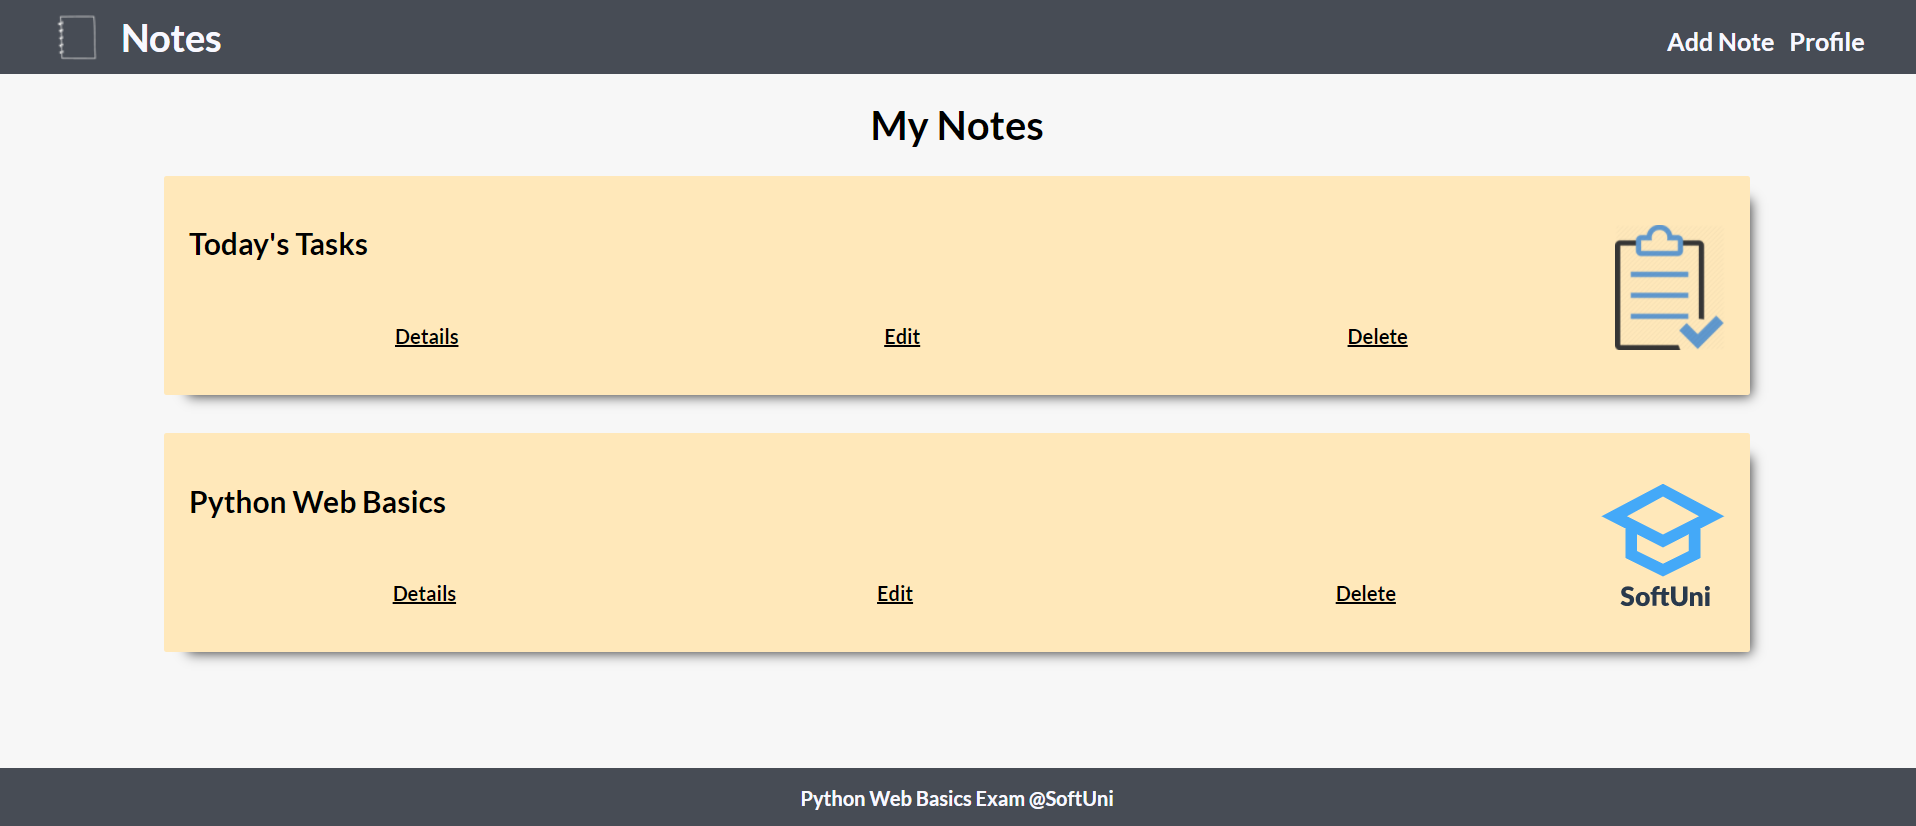 Notes
Add Note Profile
My Notes
Today's Tasks
Details Edit Delete
Python Web Basics
Details Edit Delete
SoftUni
Python Web Basics Exam @SoftUni